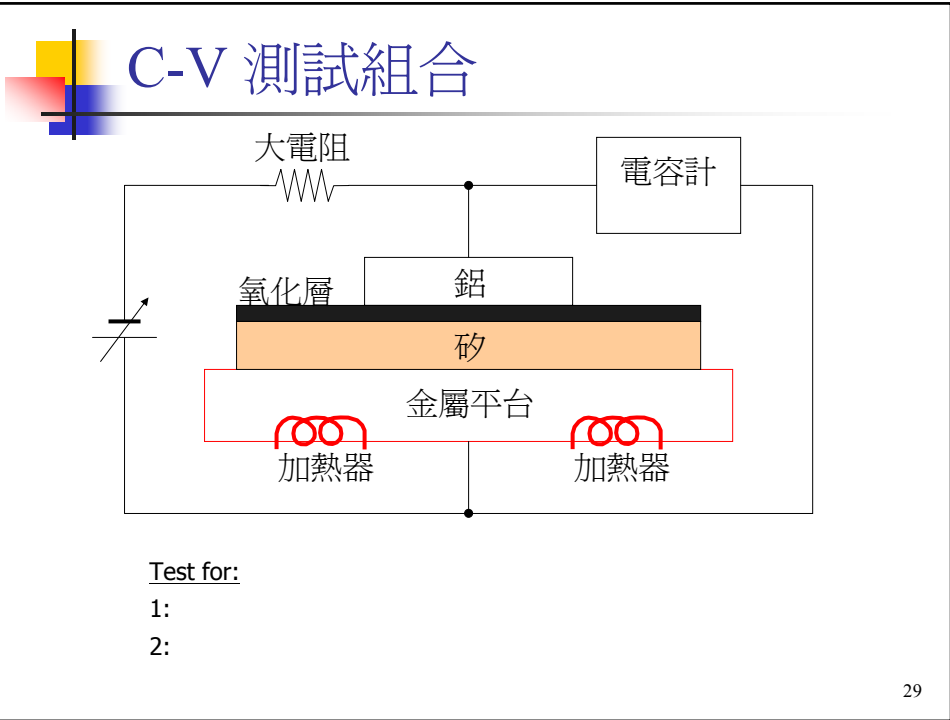 C-V 測試組合
大電阻
電容計
鋁
氧化層
矽
金屬平台
加熱器
加熱器
Test for:
1:
2:
29